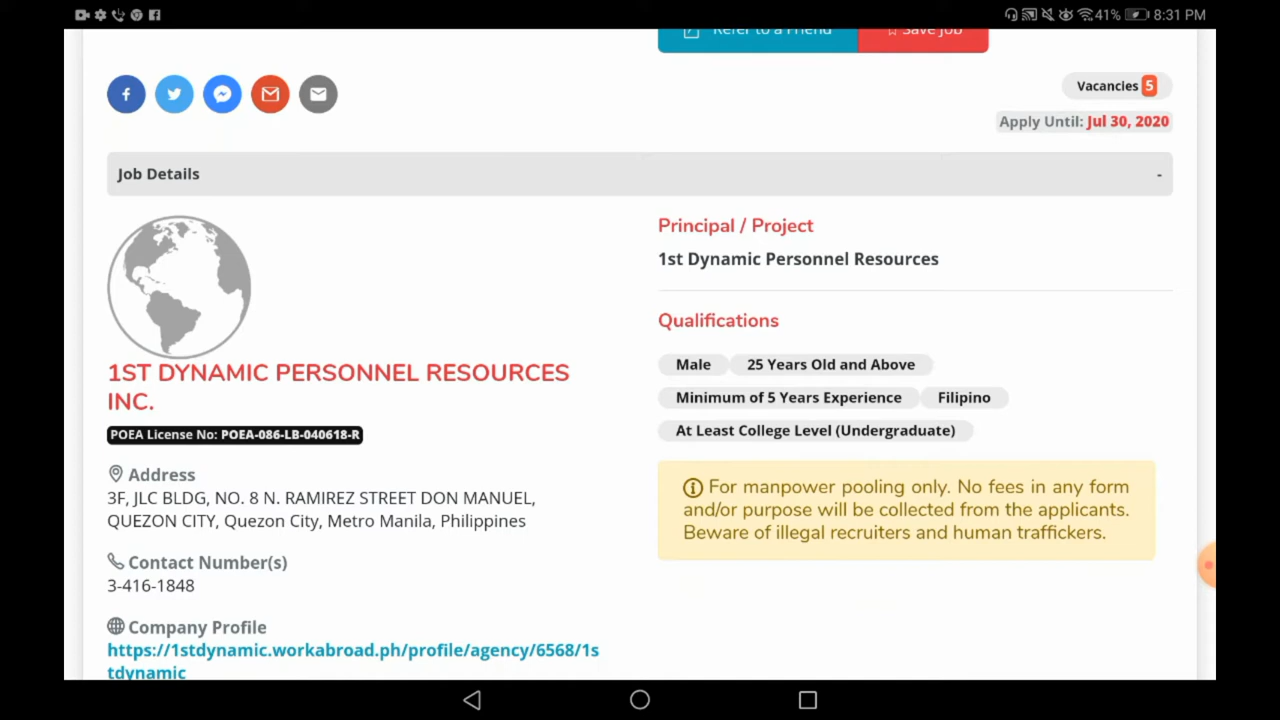 41% 8:31 PM
Refer to a Friend
Save Job
Vacancies 5
Apply Until: Jul 30, 2020
Job Details -
1ST DYNAMIC PERSONNEL RESOURCES
INC.
POEA License No: POEA-086-LB-040618-R
Address
3F, JLC BLDG, NO. 8 N. RAMIREZ STREET DON MANUEL,
QUEZON CITY, Quezon City, Metro Manila, Philippines
Contact Number(s)
3-416-1848
Company Profile
https://1stdynamic.workabroad.ph/profile/agency/6568/1s
tdynamic
Principal / Project
1st Dynamic Personnel Resources
Qualifications
Male 25 Years Old and Above
Minimum of 5 Years Experience Filipino
At Least College Level (Undergraduate)
For manpower pooling only. No fees in any form
and/or purpose will be collected from the applicants.
Beware of illegal recruiters and human traffickers.